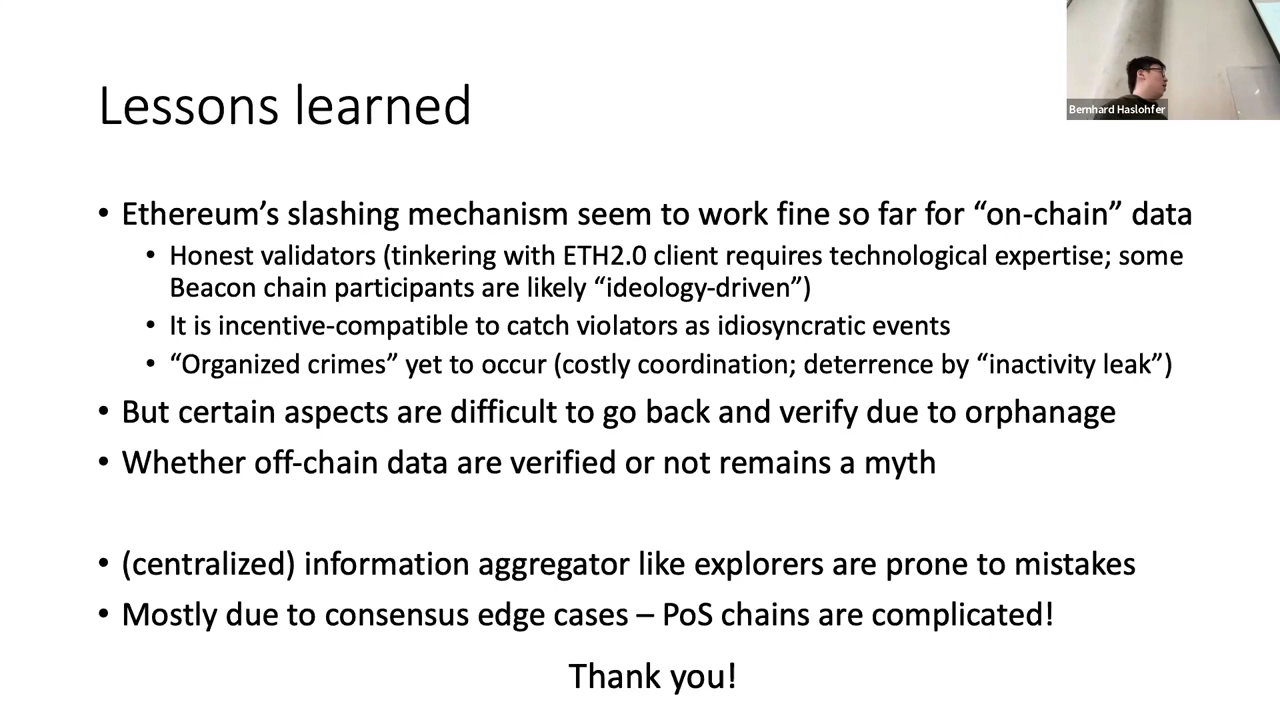 Bernhard Haslohfer
Lessons learned
• Ethereum’s slashing mechanism seem to work fine so far for “on-chain” data
• Honest validators (tinkering with ETH2.0 client requires technological expertise; some
Beacon chain participants are likely “ideology-driven”)
• It is incentive-compatible to catch violators as idiosyncratic events
• “Organized crimes” yet to occur (costly coordination; deterrence by “inactivity leak”)
• But certain aspects are difficult to go back and verify due to orphanage
• Whether off-chain data are verified or not remains a myth
• (centralized) information aggregator like explorers are prone to mistakes
• Mostly due to consensus edge cases – PoS chains are complicated!
Thank you!